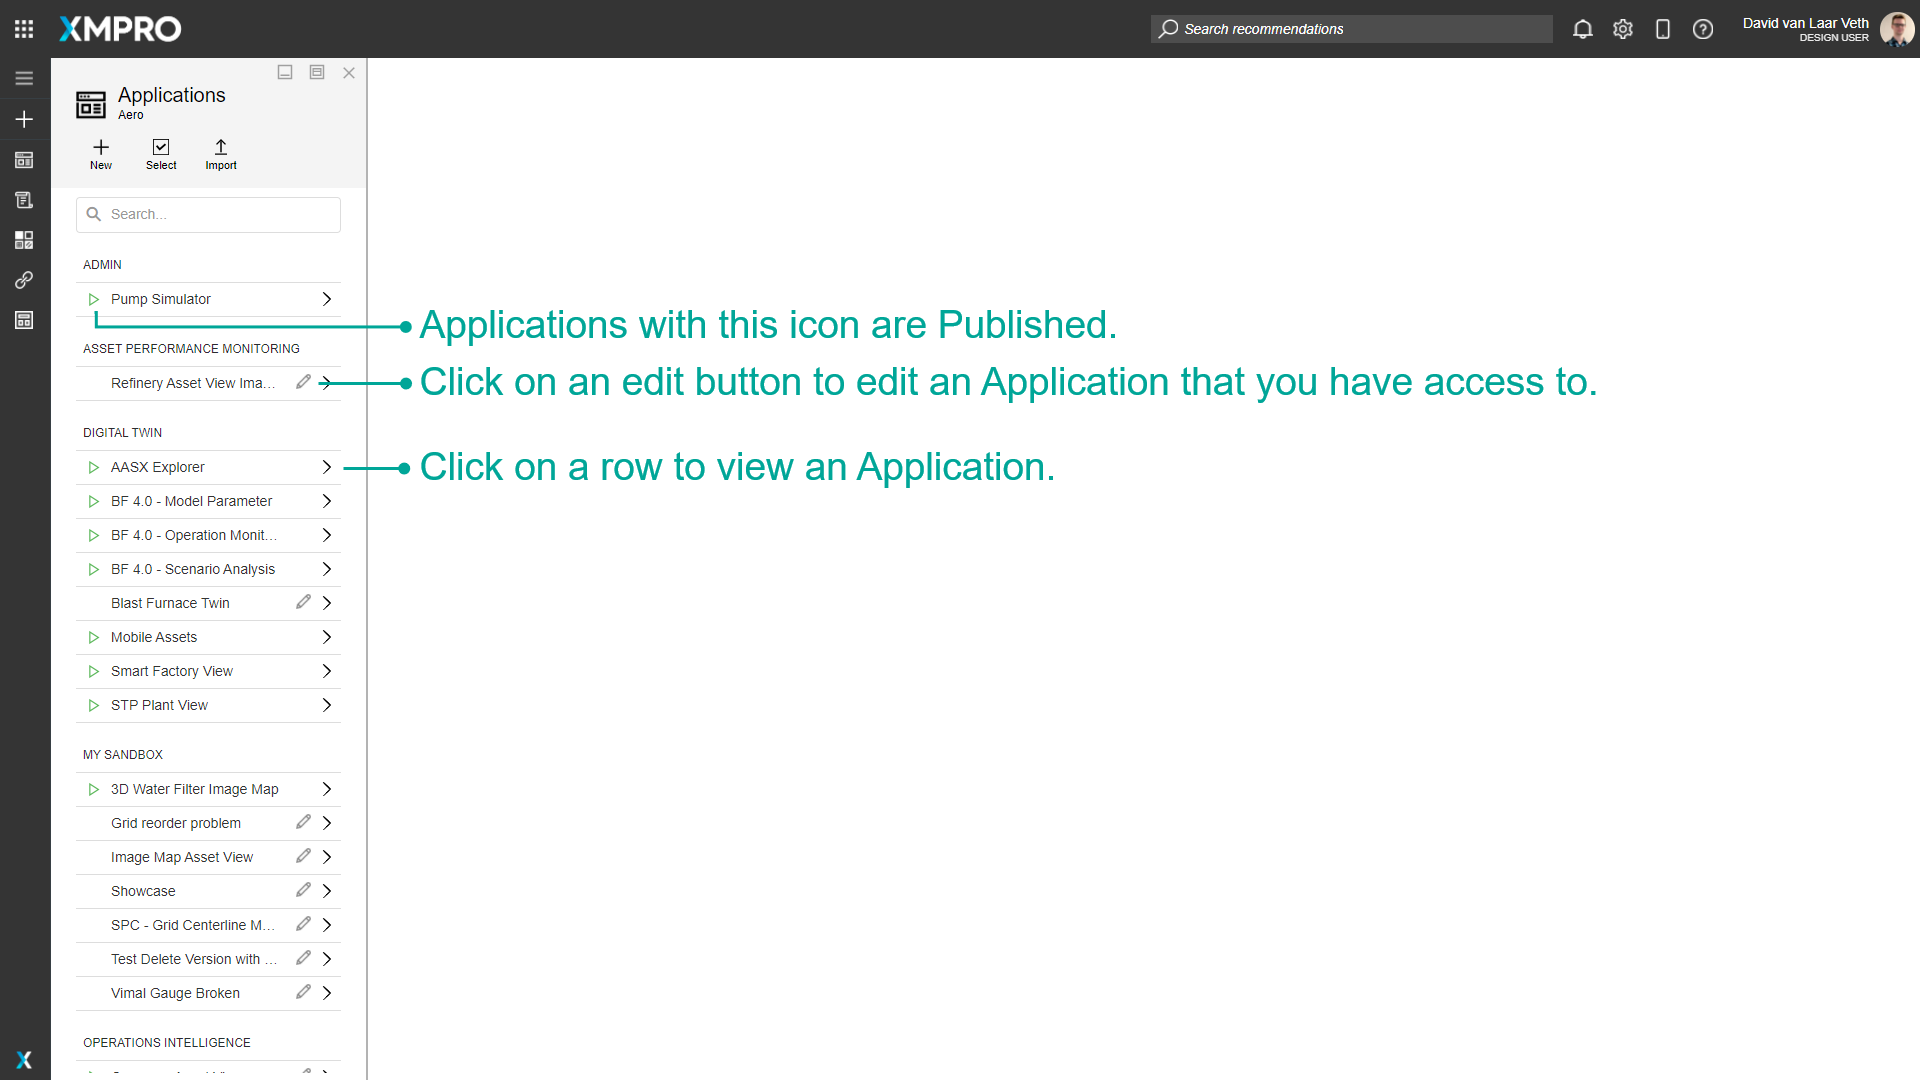 XMPRO
Search recommendations
David van Laar Veth
DESIGN USER
Applications
Aero
New
Select
Import
Search...
ADMIN
Pump Simulator
Applications with this icon are Published.
ASSET PERFORMANCE MONITORING
Refinery Asset View Ima...
Click on an edit button to edit an Application that you have access to.
DIGITAL TWIN
AASX Explorer
Click on a row to view an Application.
BF 4.0 - Model Parameter
BF 4.0 - Operation Monit...
BF 4.0 - Scenario Analysis
Blast Furnace Twin
Mobile Assets
Smart Factory View
STP Plant View
MY SANDBOX
3D Water Filter Image Map
Grid reorder problem
Image Map Asset View
Showcase
SPC - Grid Centerline M...
Test Delete Version with ...
Vimal Gauge Broken
OPERATIONS INTELLIGENCE